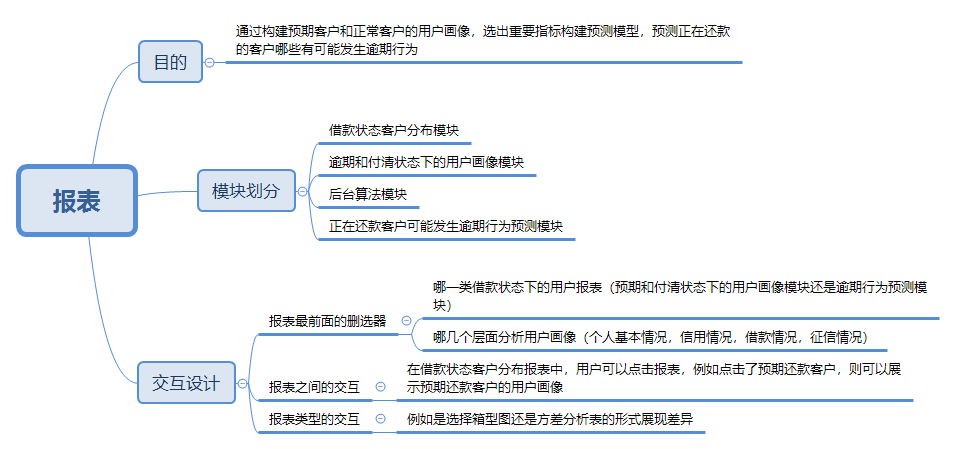 报表
目的
通过构建预期客户和正常客户的用户画像，选出重要指标构建预测模型，预测正在还款
的客户哪些有可能发生逾期行为
模块划分
借款状态客户分布模块
逾期和付清状态下的用户画像模块
后台算法模块
正在还款客户可能发生逾期行为预测模块
交互设计
报表最前面的删选器
哪一类借款状态下的用户报表（预期和付清状态下的用户画像模块还是逾期行为预测模
块）
哪几个层面分析用户画像（个人基本情况，信用情况，借款情况，征信情况）
报表之间的交互
在借款状态客户分布报表中，用户可以点击报表，例如点击了预期还款客户，则可以展
示预期还款客户的用户画像
报表类型的交互
例如是选择箱型图还是方差分析表的形式展现差异